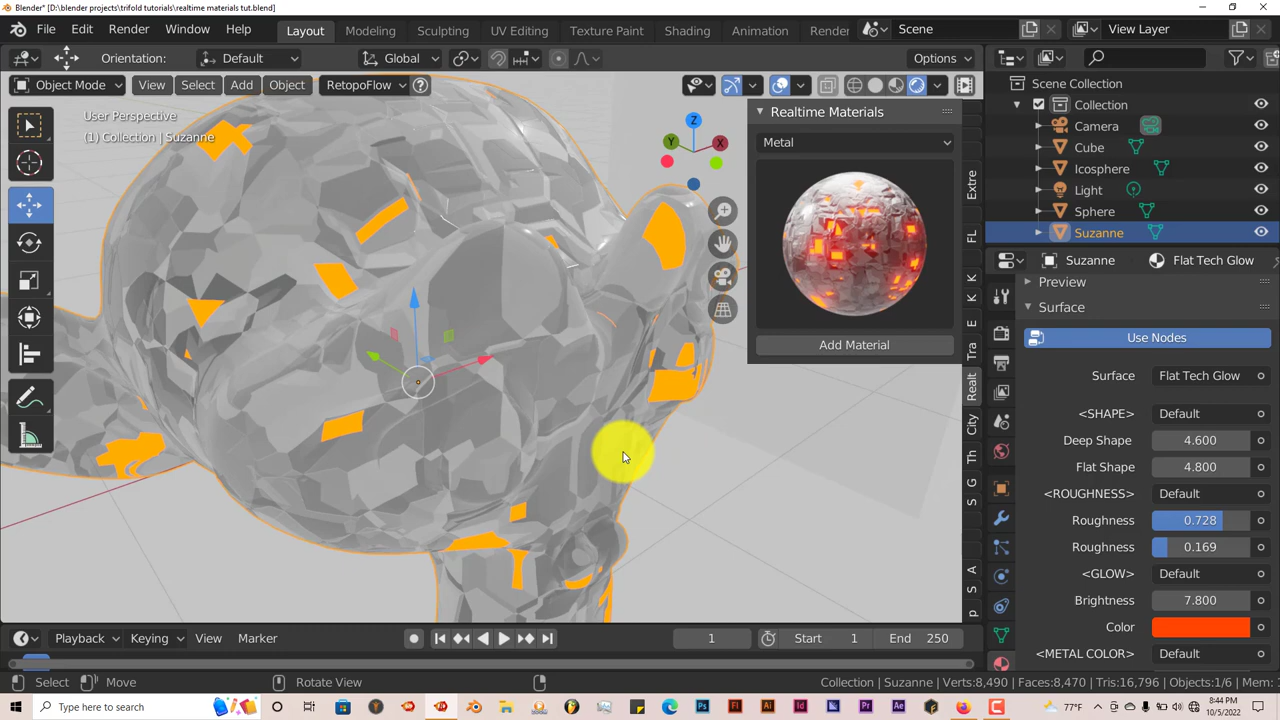 Blender* [D:\blender projects\trifold tutorials\realtime materials tut.blend]
File Edit Render Window Help Layout Modeling Sculpting UV Editing Texture Paint Shading Animation Render Scene View Layer
Orientation: Default Global Options
Object Mode View Select Add Object RetopoFlow
User Perspective
(1) Collection | Suzanne
Z
Y
X
Realtime Materials
Metal
Add Material
Extre
FL
K
K
E
Tra
Realt
City
Th
G
S
A
S
p
Scene Collection
Collection
Camera
Cube
Icosphere
Light
Sphere
Suzanne
Suzanne Flat Tech Glow
Preview
Surface
Use Nodes
Surface Flat Tech Glow
<SHAPE> Default
Deep Shape 4.600
Flat Shape 4.800
<ROUGHNESS> Default
Roughness 0.728
Roughness 0.169
<GLOW> Default
Brightness 7.800
Color
<METAL COLOR> Default
Playback Keying View Marker 1 Start 1 End 250
Select Move Rotate View Collection | Suzanne Verts:8,490 | Faces:8,470 | Tris:16,796 | Objects:1/6 | Mem:
Type here to search 77°F 8:44 PM
10/5/2022